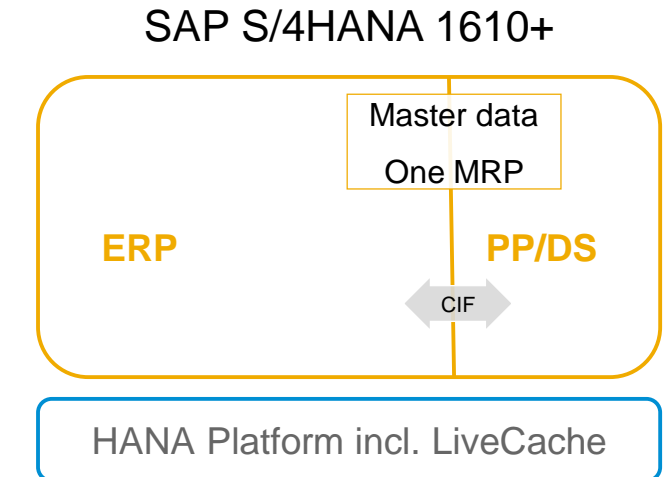 SAP S/4HANA 1610+
Master data
One MRP
ERP
PP/DS
CIF
HANA Platform incl. LiveCache